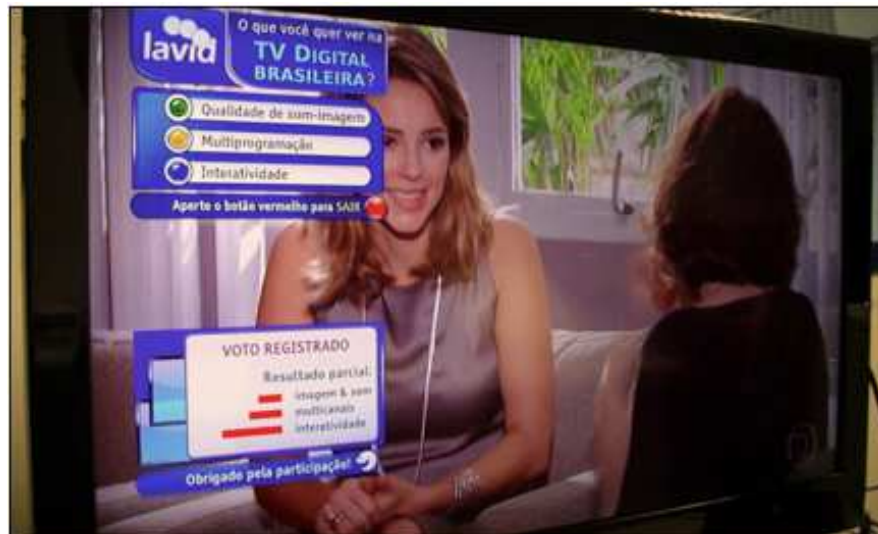 lavid
O que você quer ver na
TV DIGITAL
BRASILEIRA?
Qualidade de som-imagem
Multiprogramação
Interatividade
Aperte o botão vermelho para SAIR
VOTO REGISTRADO
Resultado parcial:
imagem & som
multicanais
interatividade
Obrigado pela participação!